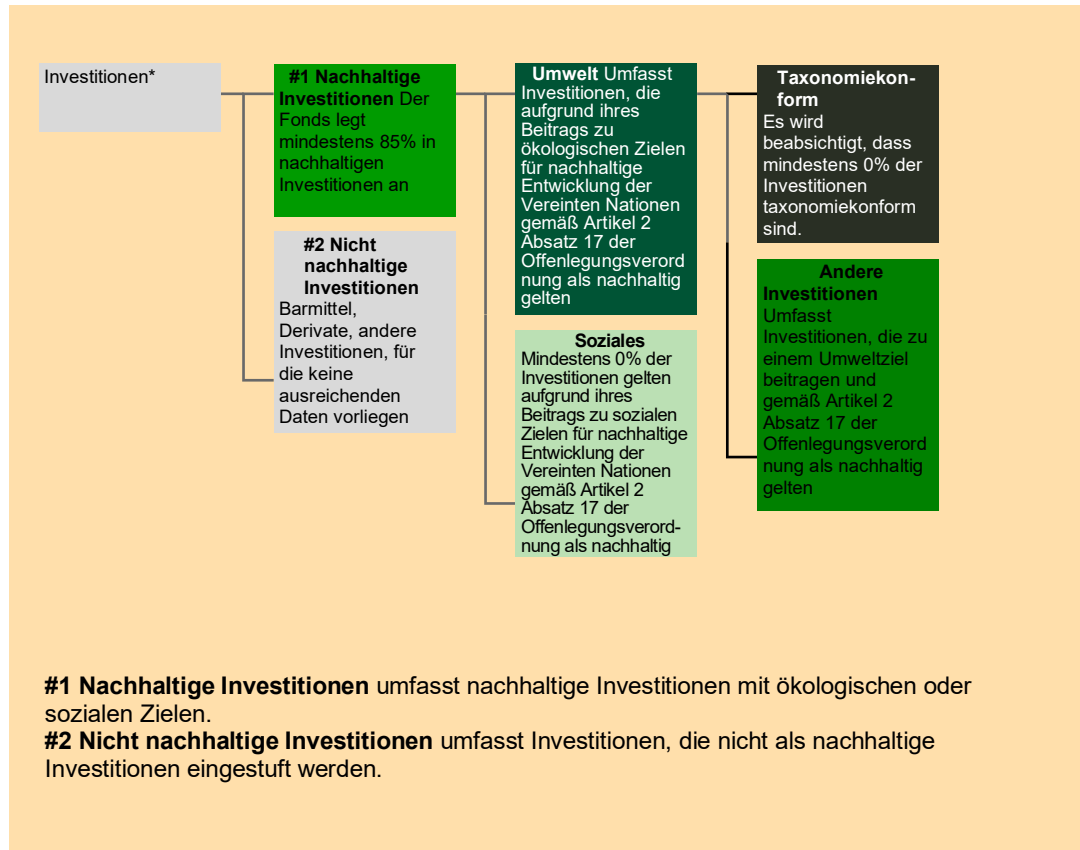 Investitionen*
#1 Nachhaltige
Investitionen Der
Fonds legt
mindestens 85% in
nachhaltigen
Investitionen an
#2 Nicht
nachhaltige
Investitionen
Barmittel,
Derivate, andere
Investitionen, für
die keine
ausreichenden
Daten vorliegen
Umwelt Umfasst
Investitionen, die
aufgrund ihres
Beitrags zu
ökologischen Zielen
für nachhaltige
Entwicklung der
Vereinten Nationen
gemäß Artikel 2
Absatz 17 der
Offenlegungsverord
nung als nachhaltig
gelten
Soziales
Mindestens 0% der
Investitionen gelten
aufgrund ihres
Beitrags zu sozialen
Zielen für nachhaltige
Entwicklung der
Vereinten Nationen
gemäß Artikel 2
Absatz 17 der
Offenlegungsverord-
nung als nachhaltig
Taxonomiekon-
form
Es wird
beabsichtigt, dass
mindestens 0% der
Investitionen
taxonomiekonform
sind.
Andere
Investitionen
Umfasst
Investitionen, die zu
einem Umweltziel
beitragen und
gemäß Artikel 2
Absatz 17 der
Offenlegungsverord
nung als nachhaltig
gelten
#1 Nachhaltige Investitionen umfasst nachhaltige Investitionen mit ökologischen oder
sozialen Zielen.
#2 Nicht nachhaltige Investitionen umfasst Investitionen, die nicht als nachhaltige
Investitionen eingestuft werden.